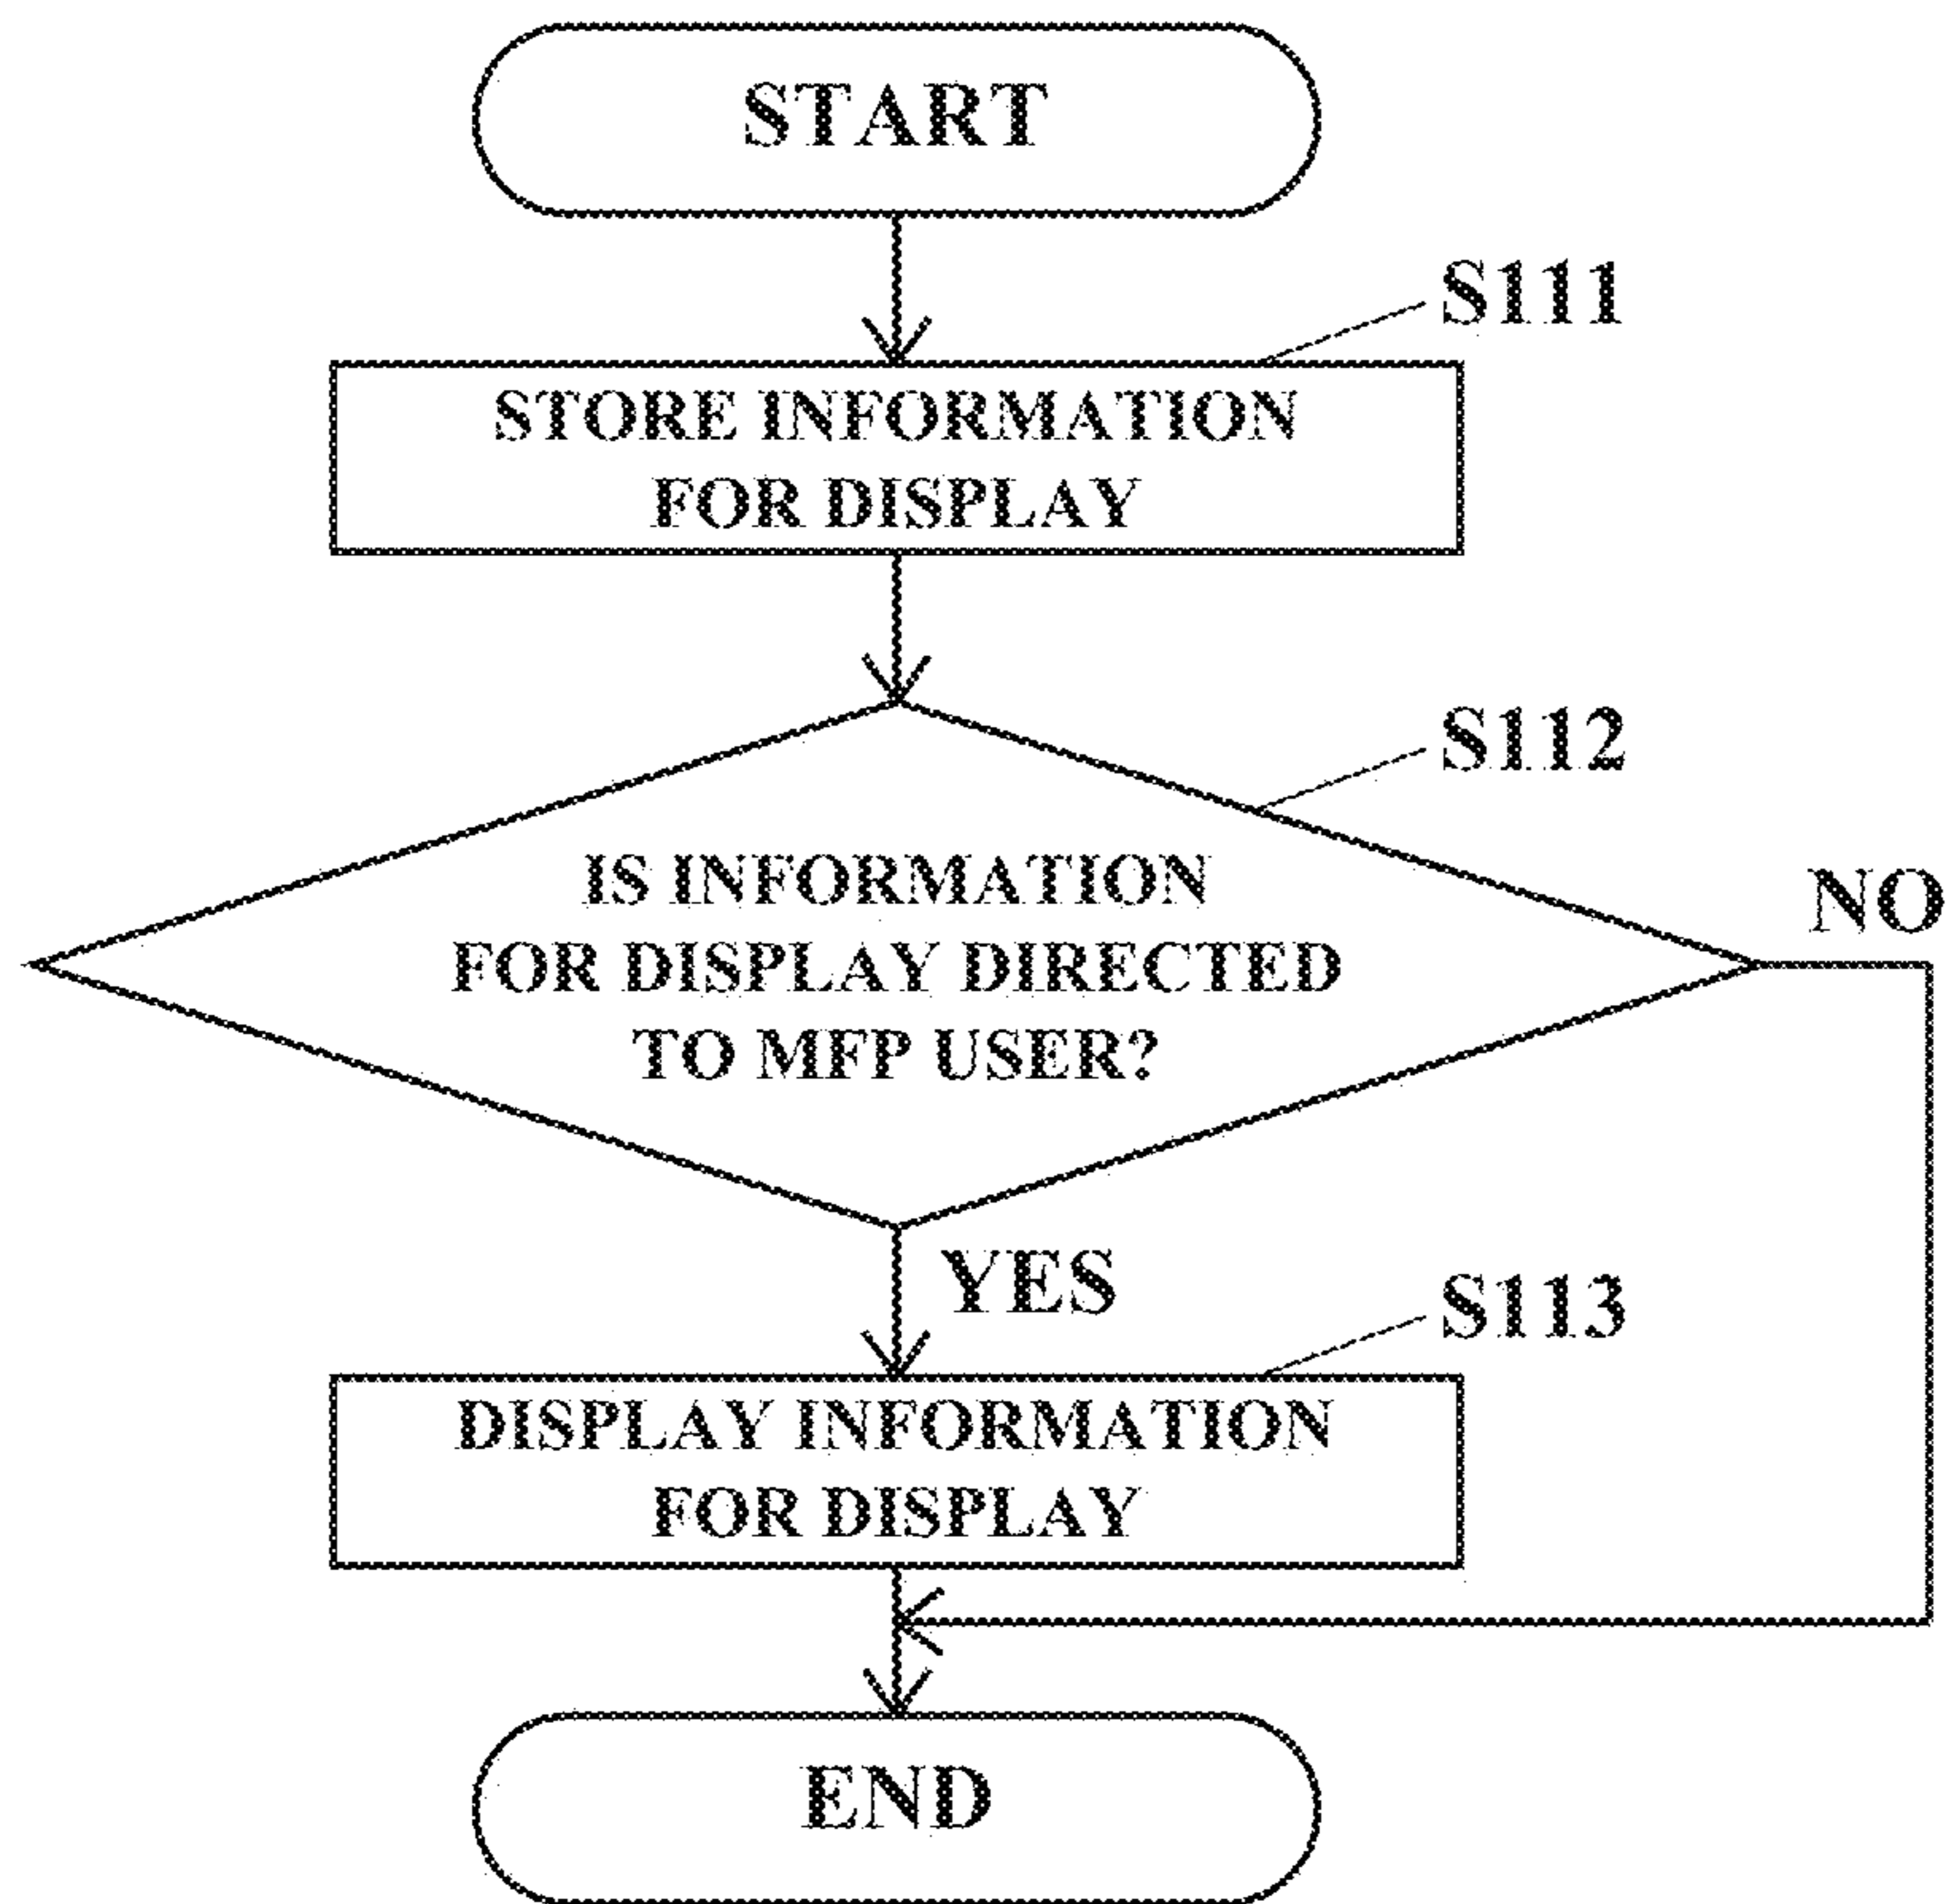 START
S111
STORE INFORMATION
FOR DISPLAY
S112
IS INFORMATION
FOR DISPLAY DIRECTED
TO MFP USER?
NO
YES
S113
DISPLAY INFORMATION
FOR DISPLAY
END